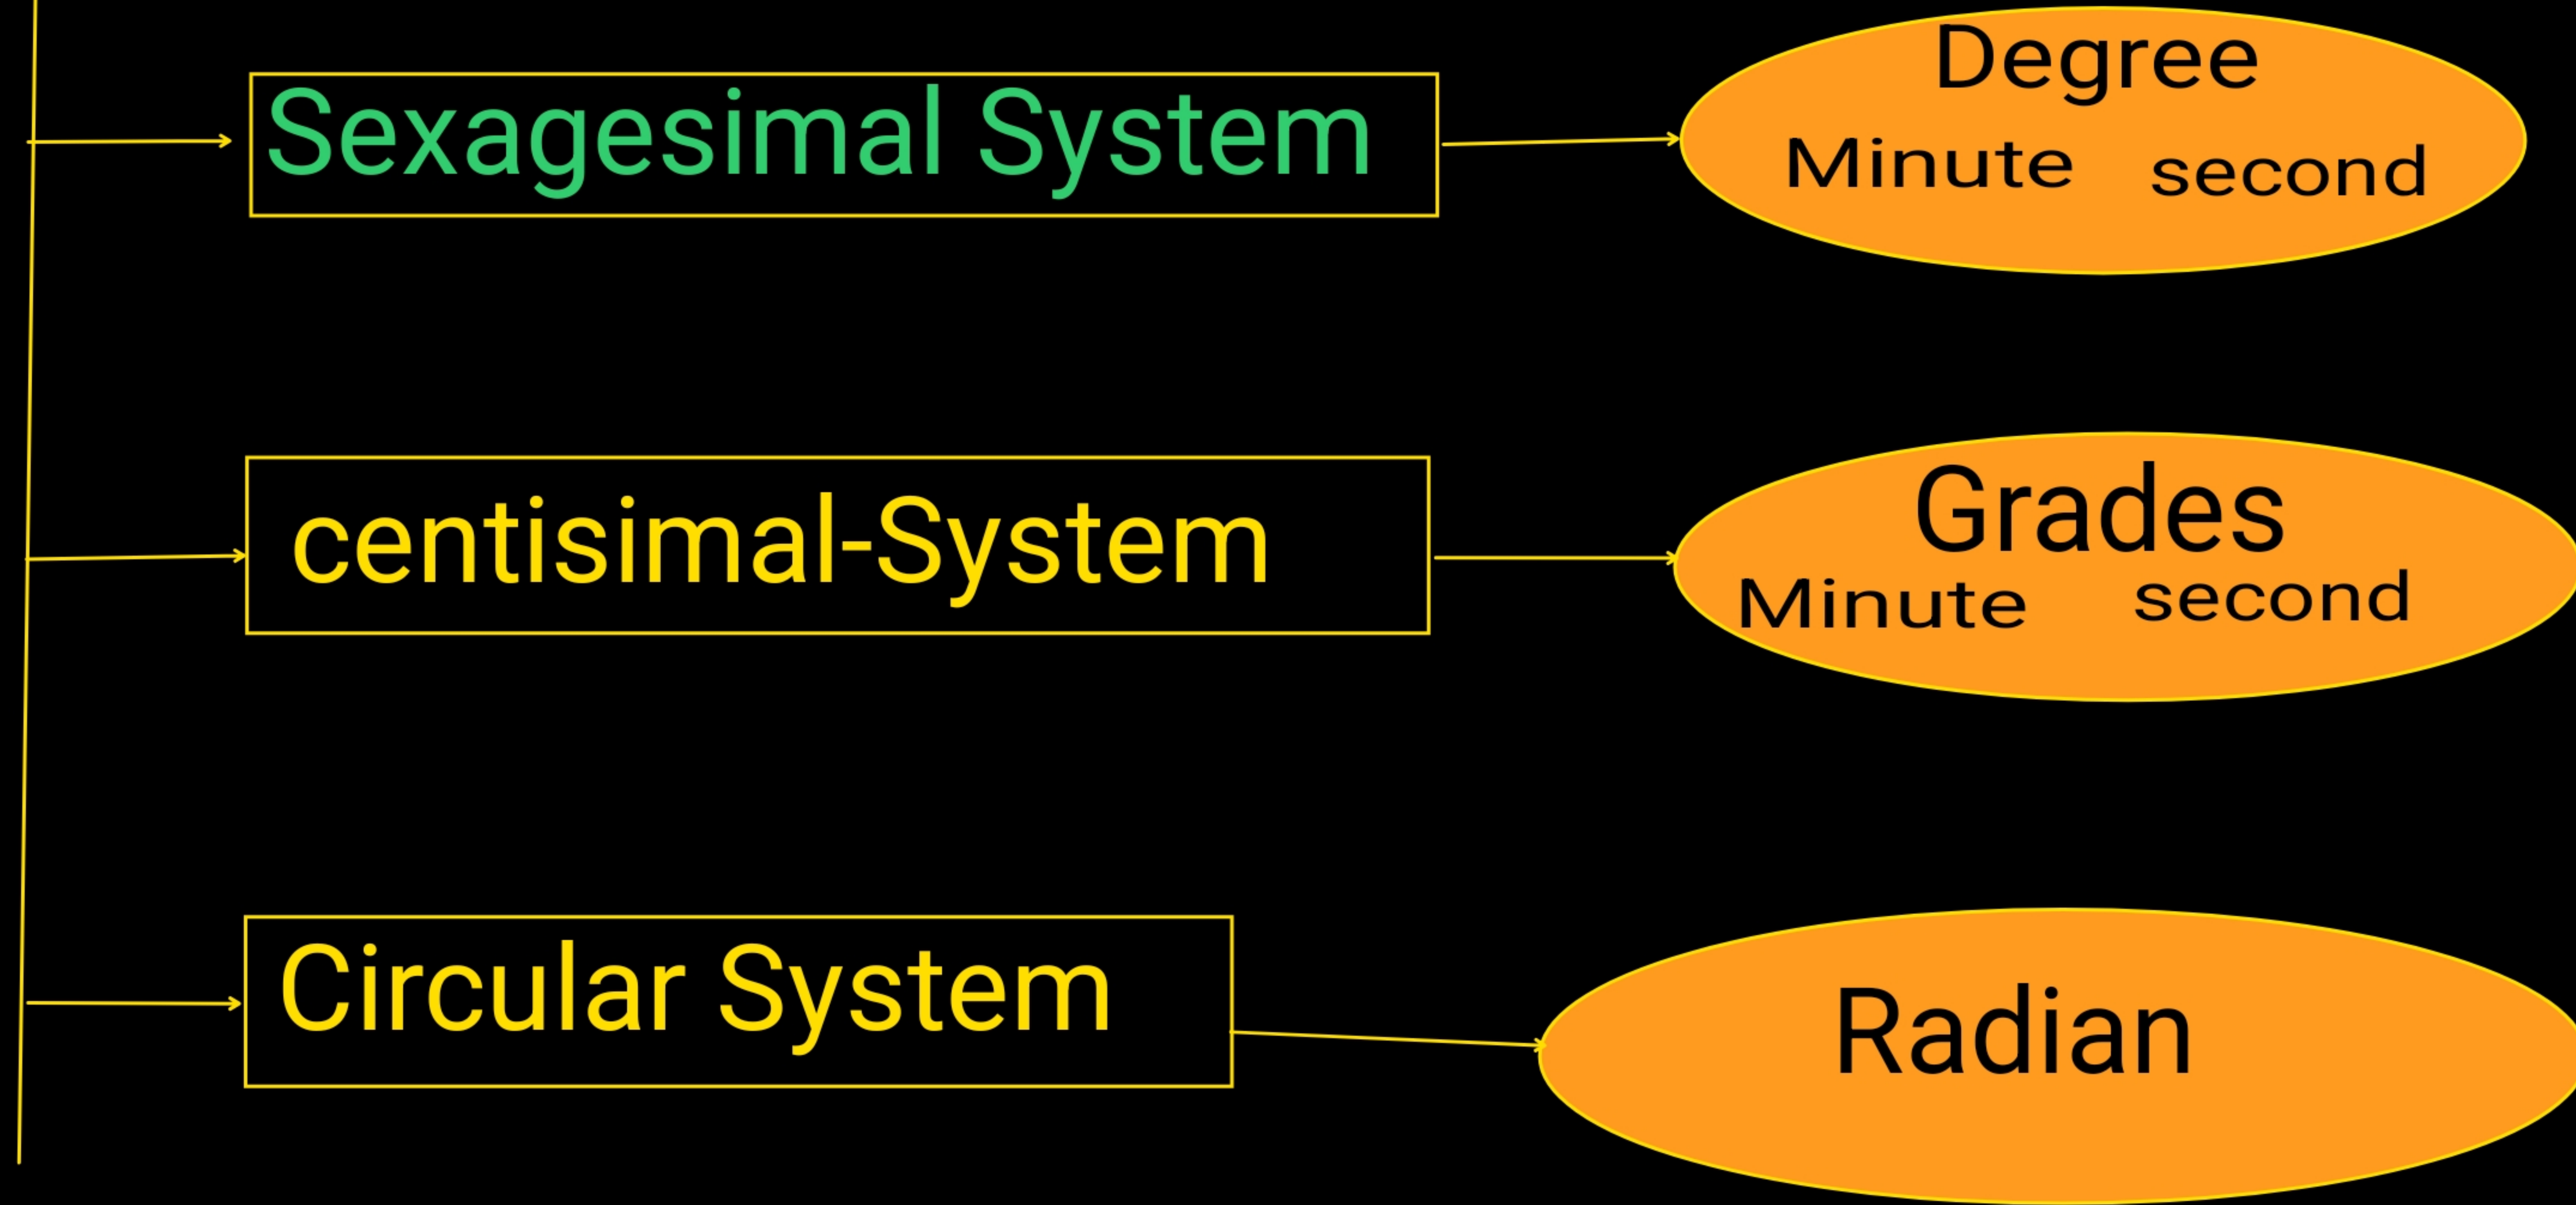 Sexagesimal System
Degree
Minute second
centisimal-System
Grades
Minute second
Circular System
Radian